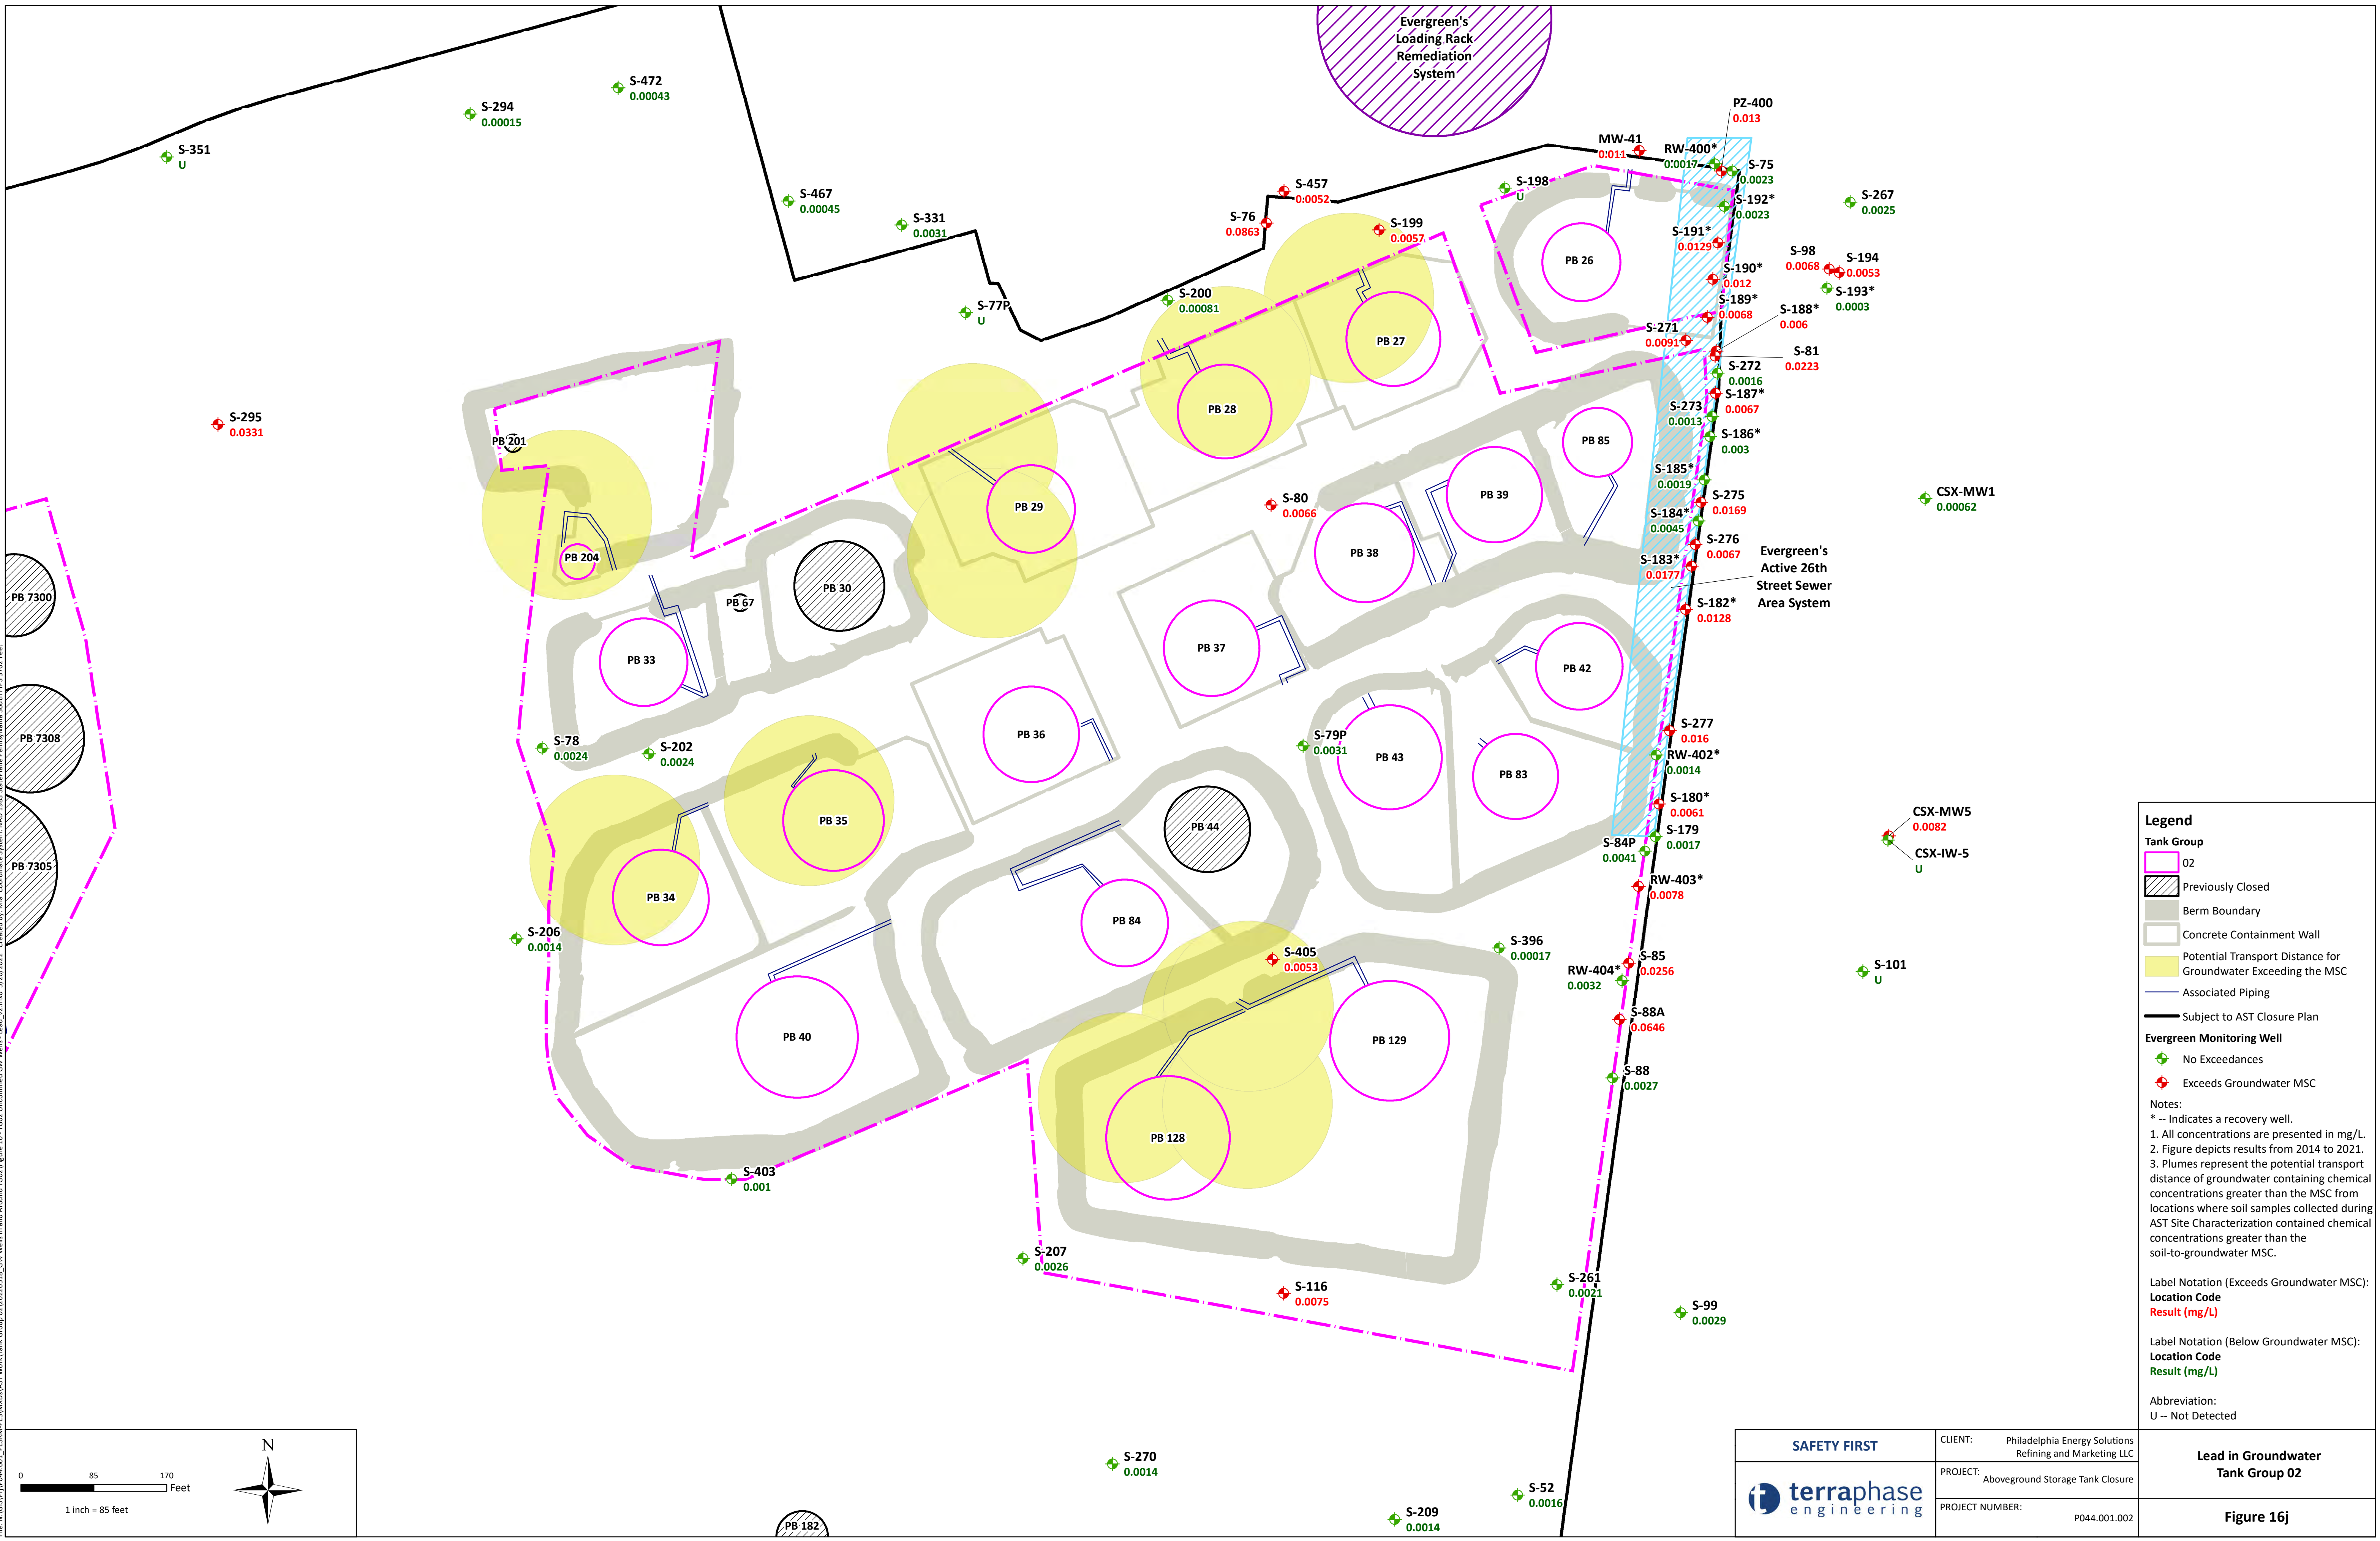 Evergreen's
Loading Rack
Remediation
System
S-472
0.00043
S-294
0.00015
S-351
U
PZ-400
0.013
MW-41
0.011
RW-400*
0.0017
S-75
0.0023
S-467
0.00045
S-331
0.0031
S-457
0.0052
S-76
0.0863
S-199
0.0057
S-198
U
S-192*
0.0023
S-267
0.0025
S-191*
0.0129
S-98
0.0068
S-194
0.0053
S-190*
0.012
S-193*
0.0003
S-189*
0.0068
S-188*
0.006
S-77P
U
S-200
0.00081
PB 26
PB 27
S-271
0.0091
S-81
0.0223
S-272
0.0016
S-187*
0.0067
S-273
0.0013
S-186*
0.003
PB 28
S-295
0.0331
PB 201
PB 85
S-185*
0.0019
S-275
0.0169
S-184*
0.0045
CSX-MW1
0.00062
PB 29
S-80
0.0066
PB 39
PB 38
S-276
0.0067
S-183*
0.0177
Evergreen's
Active 26th
Street Sewer
Area System
S-182*
0.0128
PB 204
PB 30
PB 67
PB 7300
PB 33
PB 37
PB 42
PB 7308
S-78
0.0024
S-202
0.0024
PB 36
S-79P
0.0031
PB 43
PB 83
S-277
0.016
RW-402*
0.0014
S-180*
0.0061
S-179
0.0017
S-84P
0.0041
CSX-MW5
0.0082
CSX-IW-5
U
PB 35
PB 44
PB 7305
PB 34
PB 84
RW-403*
0.0078
S-206
0.0014
S-405
0.0053
S-396
0.00017
S-85
0.0256
RW-404*
0.0032
S-101
U
S-88A
0.0646
PB 40
PB 129
S-88
0.0027
PB 128
S-403
0.001
S-207
0.0026
S-116
0.0075
S-261
0.0021
S-99
0.0029
S-270
0.0014
S-52
0.0016
S-209
0.0014
PB 182
Legend
Tank Group
02
Previously Closed
Berm Boundary
Concrete Containment Wall
Potential Transport Distance for
Groundwater Exceeding the MSC
Associated Piping
Subject to AST Closure Plan
Evergreen Monitoring Well
No Exceedances
Exceeds Groundwater MSC
Notes:
* -- Indicates a recovery well.
1. All concentrations are presented in mg/L.
2. Figure depicts results from 2014 to 2021.
3. Plumes represent the potential transport
distance of groundwater containing chemical
concentrations greater than the MSC from
locations where soil samples collected during
AST Site Characterization contained chemical
concentrations greater than the
soil-to-groundwater MSC.
Label Notation (Exceeds Groundwater MSC):
Location Code
Result (mg/L)
Label Notation (Below Groundwater MSC):
Location Code
Result (mg/L)
Abbreviation:
U -- Not Detected
0 85 170
Feet
1 inch = 85 feet
N
SAFETY FIRST
terraphase
engineering
CLIENT: Philadelphia Energy Solutions
Refining and Marketing LLC
PROJECT: Aboveground Storage Tank Closure
PROJECT NUMBER: P044.001.002
Lead in Groundwater
Tank Group 02
Figure 16j